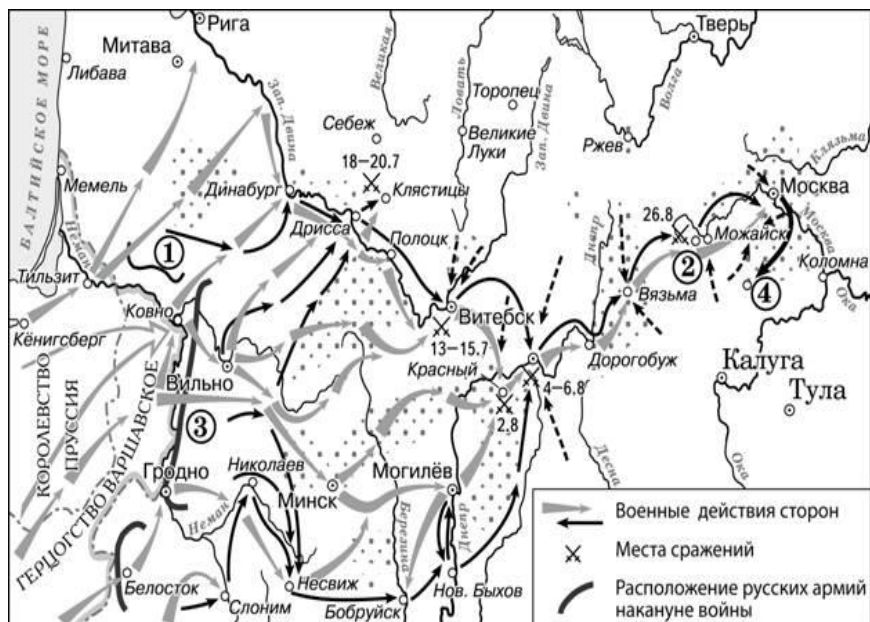 Рига
Тверь
Митава
Либава
БАЛТИЙСКОЕ МОРЕ
Зап. Двина
Великая
Ловать
Торопец
Великие
Луки
Зап. Двина
Волга
Ржев
Клязьма
Себеж
18–20.7
Клястицы
Мемель
Динабург
Дрисса
Полоцк
Москва
Москва
26.8
Можайск
Коломна
Ока
Неман
Тильзит
1
2
4
Днепр
Вязьма
Ковно
Витебск
13–15.7
Кёнигсберг
Вильно
Красный
4–6.8
2.8
Дорогобуж
Калуга
Тула
Ока
Десна
КОРОЛЕВСТВО
ПРУССИЯ
ГЕРЦОГСТВО ВАРШАВСКОЕ
3
Гродно
Николаев
Минск
Могилёв
Неман
Березина
Днепр
Белосток
Слоним
Несвиж
Бобруйск
Нов. Быхов
Военные действия сторон
Места сражений
Расположение русских армий
накануне войны